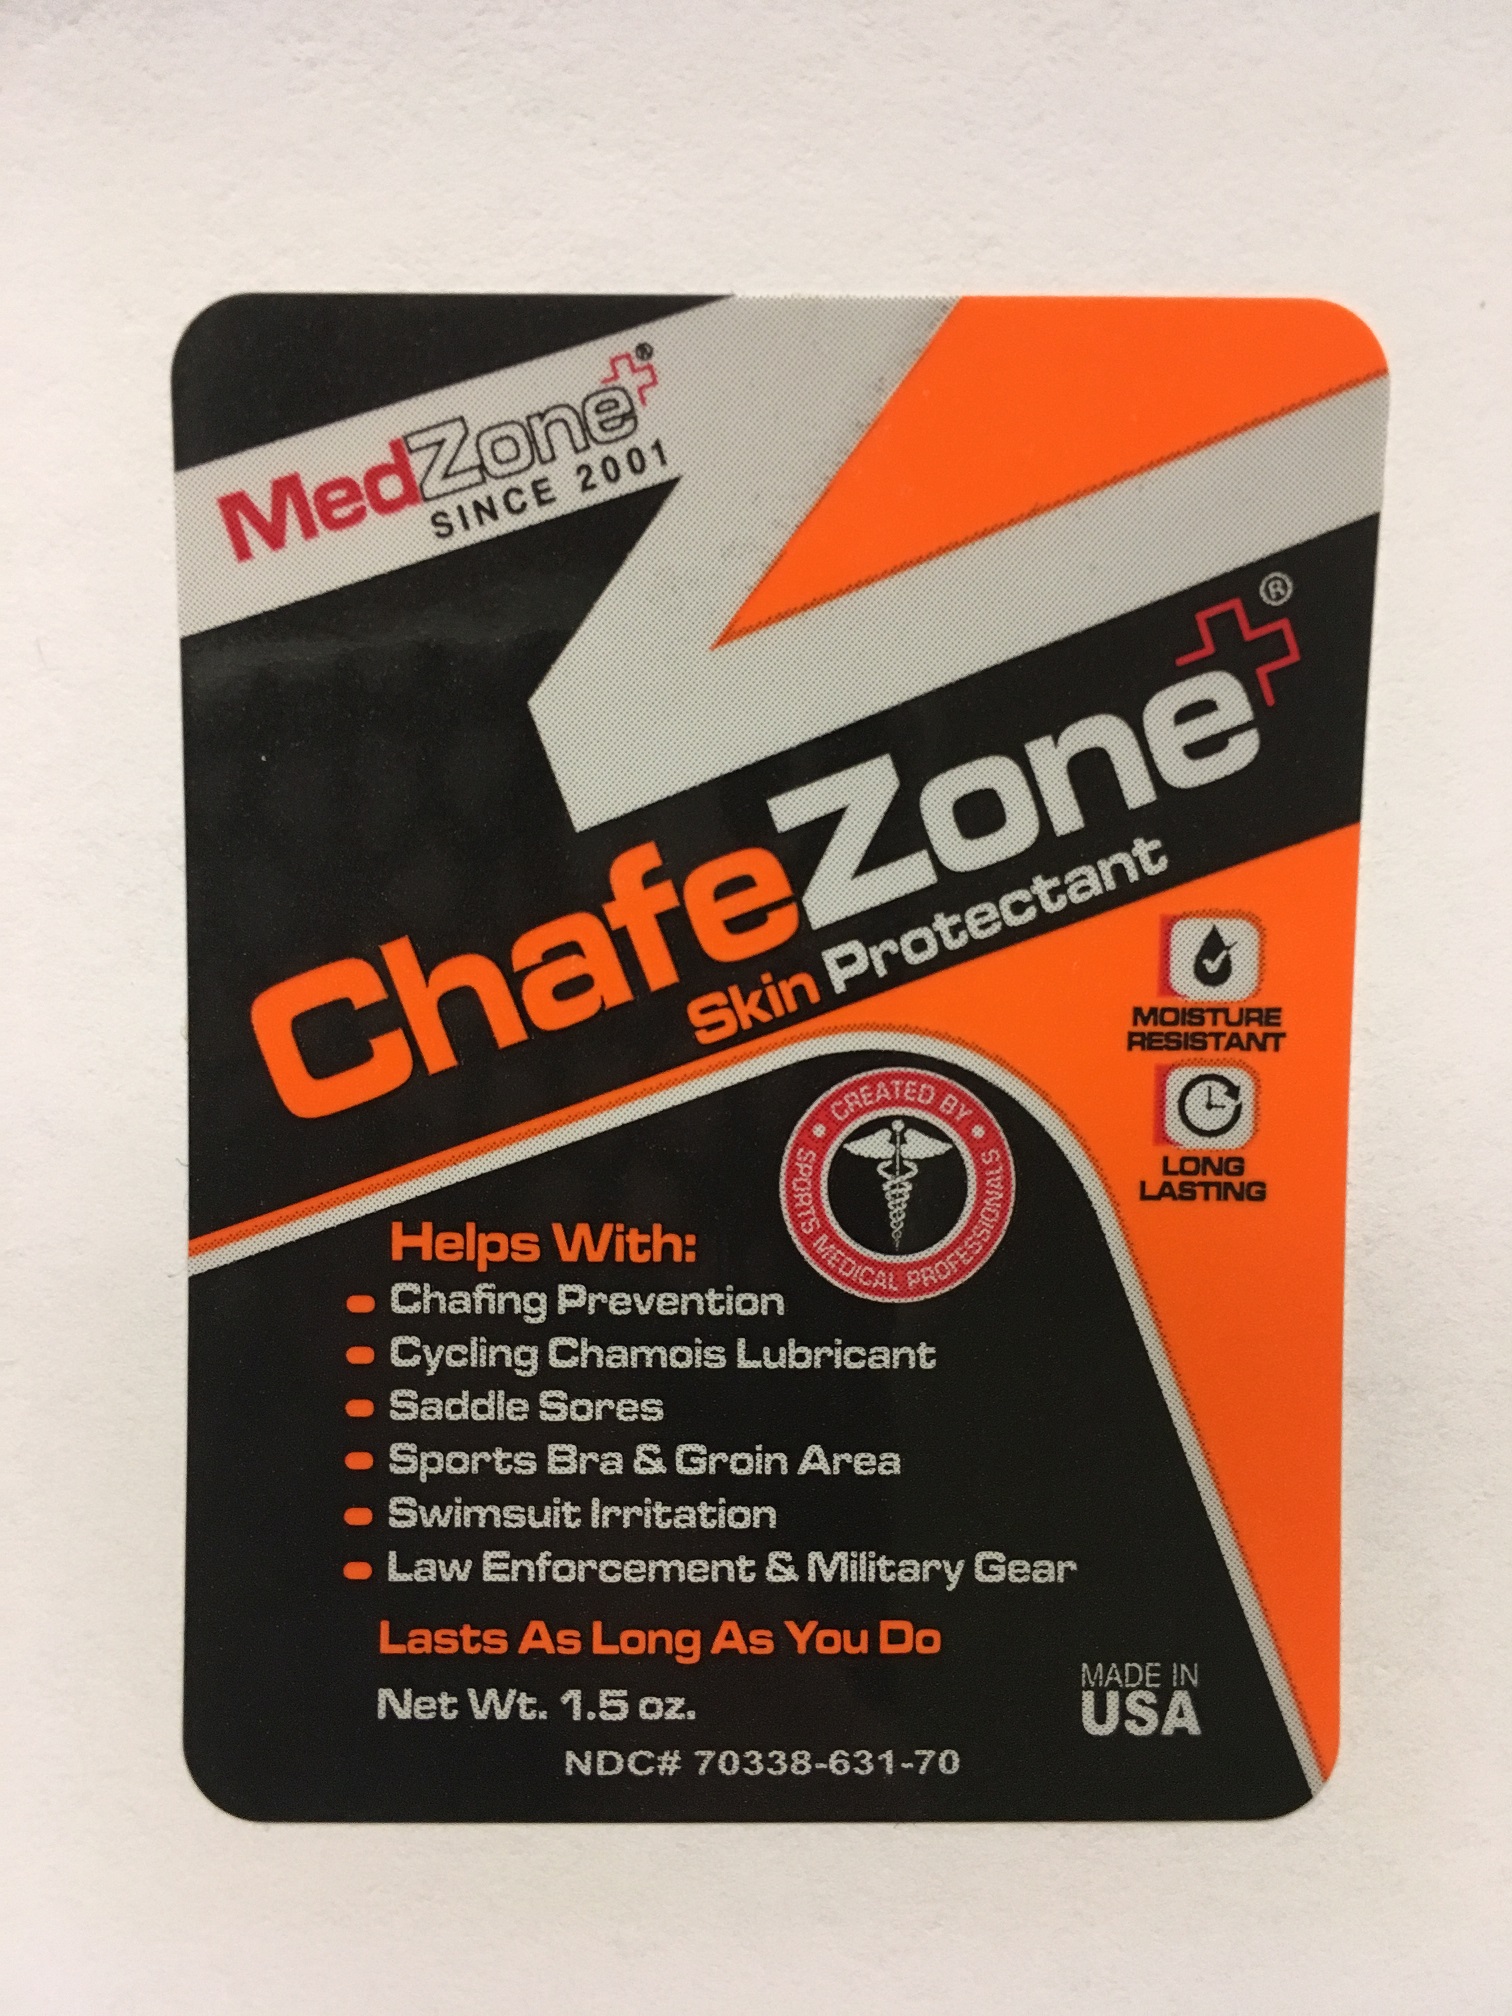 MedZone®
SINCE 2001
ChafeZone®
Skin Protectant
MOISTURE
RESISTANT
LONG
LASTING
CREATED BY
SPORTS MEDICAL PROFESSIONALS
Helps With:
Chafing Prevention
Cycling Chamois Lubricant
Saddle Sores
Sports Bra & Groin Area
Swimsuit Irritation
Law Enforcement & Military Gear
Lasts As Long As You Do
Net Wt. 1.5 oz.
MADE IN
USA
NDC# 70338-631-70